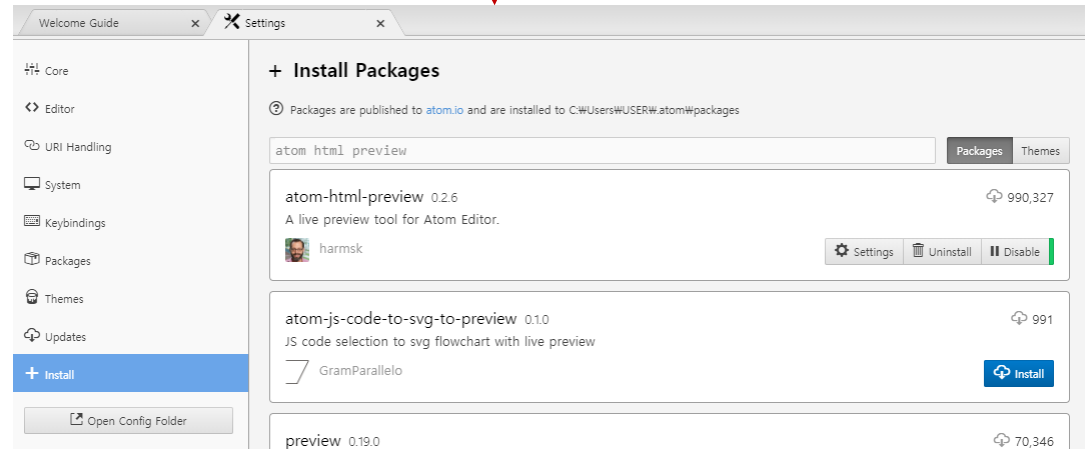 Welcome Guide
Settings
Core
Editor
URI Handling
System
Keybindings
Packages
Themes
Updates
Install
Open Config Folder
Install Packages
Packages are published to atom.io and are installed to C:₩Users₩USER₩.atom₩packages
atom html preview
Packages Themes
atom-html-preview 0.2.6 990,327
A live preview tool for Atom Editor.
harmsk Settings Uninstall Disable
atom-js-code-to-svg-to-preview 0.1.0 991
JS code selection to svg flowchart with live preview
GramParallelo Install
preview 0.19.0 70,346